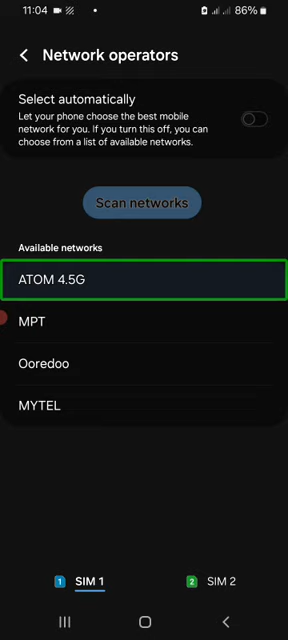 11:04 86%
Network operators
Select automatically
Let your phone choose the best mobile
network for you. If you turn this off, you can
choose from a list of available networks.
Scan networks
Available networks
ATOM 4.5G
MPT
Ooredoo
MYTEL
1 SIM 1 2 SIM 2